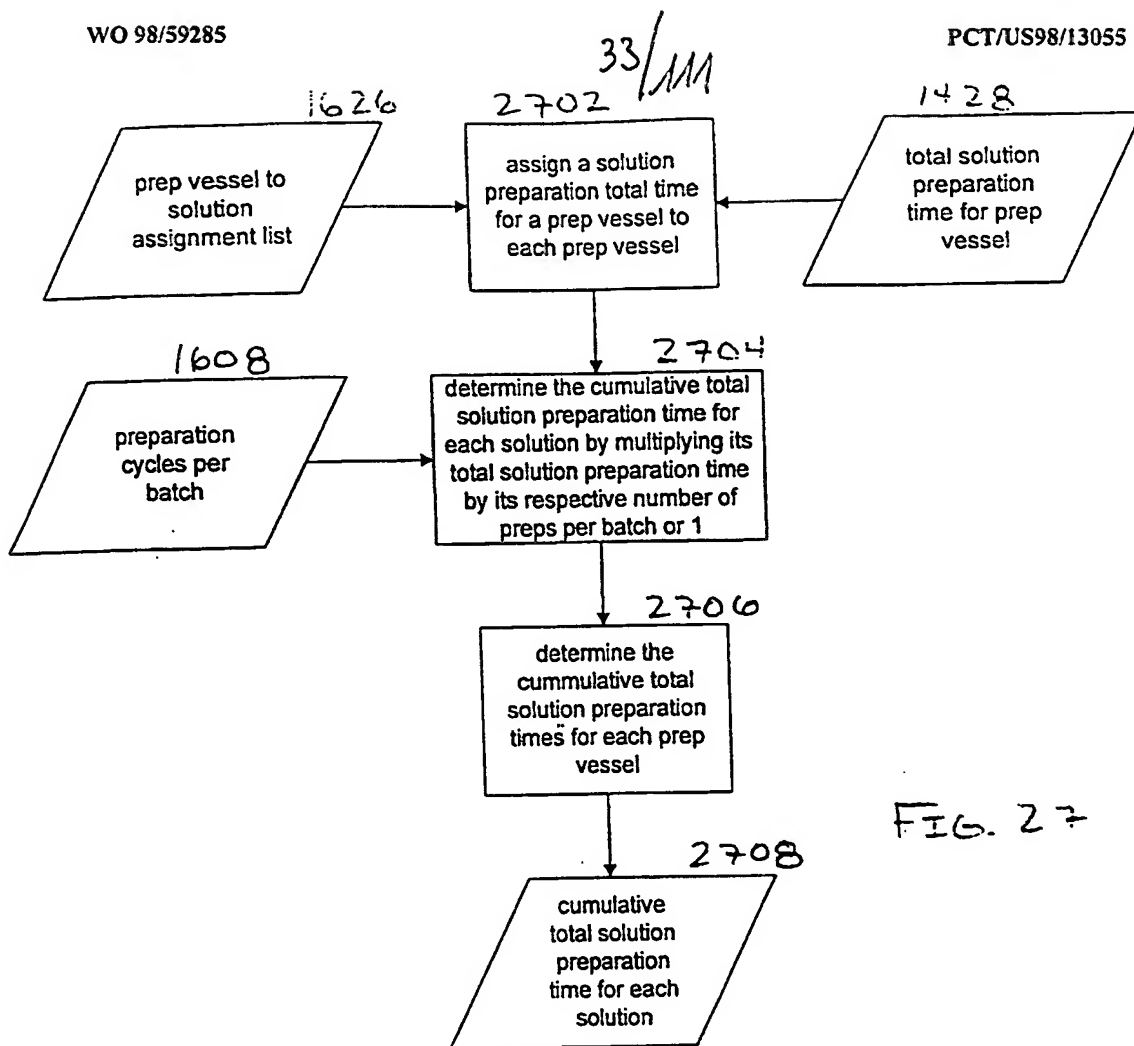 WO 98/59285
PCT/US98/13055
33/111
1626
prep vessel to
solution
assignment list
2702
assign a solution
preparation total time
for a prep vessel to
each prep vessel
1428
total solution
preparation
time for prep
vessel
1608
preparation
cycles per
batch
2704
determine the cumulative total
solution preparation time for
each solution by multiplying its
total solution preparation time
by its respective number of
preps per batch or 1
2706
determine the
cummulative total
solution preparation
times for each prep
vessel
2708
cumulative
total solution
preparation
time for each
solution
FIG. 27